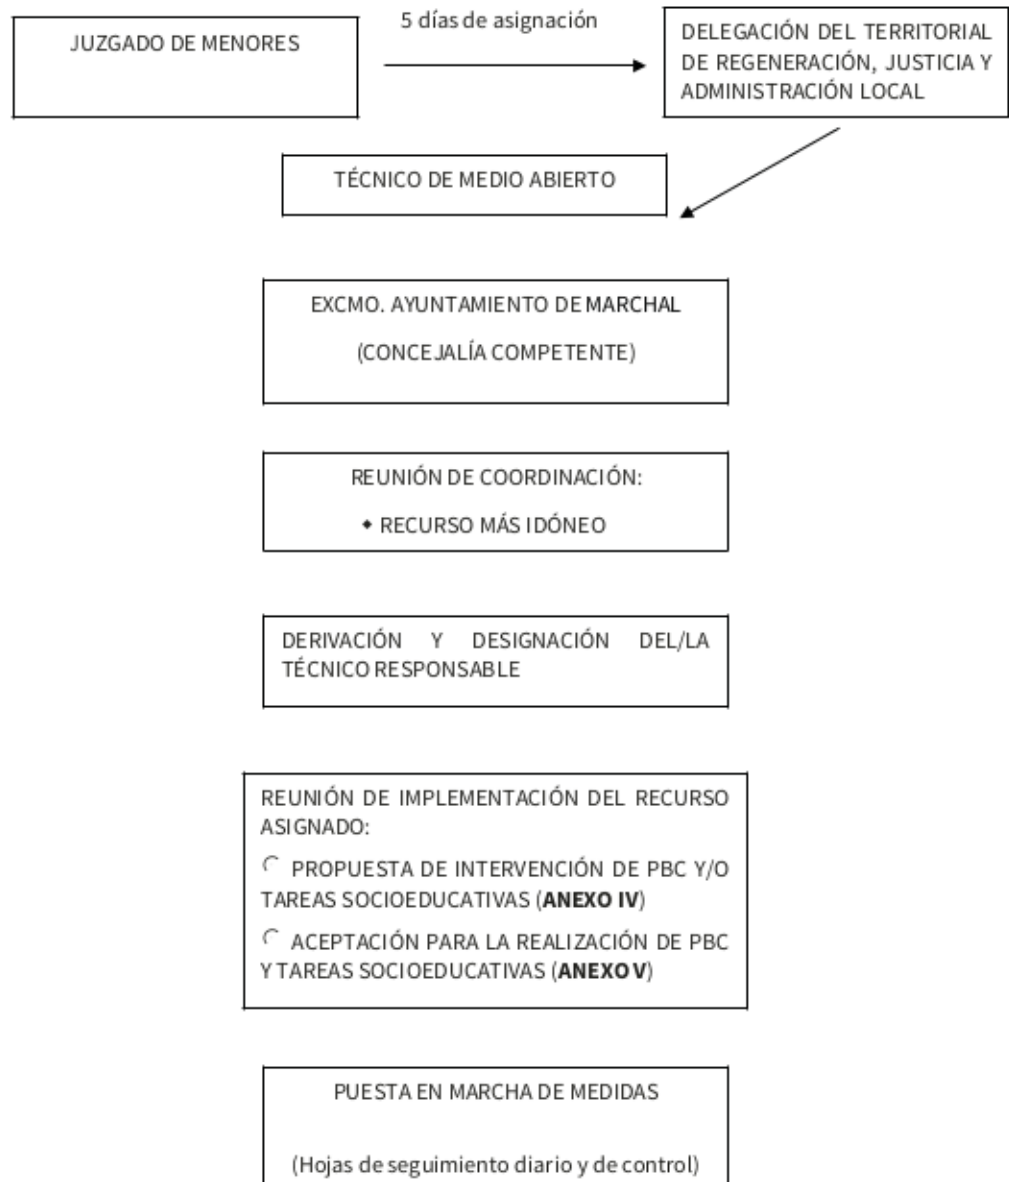 JUZGADO DE MENORES
5 días de asignación
DELEGACIÓN DEL TERRITORIAL
DE REGENERACIÓN, JUSTICIA Y
ADMINISTRACIÓN LOCAL
TÉCNICO DE MEDIO ABIERTO
EXCMO. AYUNTAMIENTO DE MARCHAL
(CONCEJALÍA COMPETENTE)
REUNIÓN DE COORDINACIÓN:
◆ RECURSO MÁS IDÓNEO
DERIVACIÓN Y DESIGNACIÓN DEL/LA
TÉCNICO RESPONSABLE
REUNIÓN DE IMPLEMENTACIÓN DEL RECURSO
ASIGNADO:
PROPUESTA DE INTERVENCIÓN DE PBC Y/O
TAREAS SOCIOEDUCATIVAS (ANEXO IV)
ACEPTACIÓN PARA LA REALIZACIÓN DE PBC
Y TAREAS SOCIOEDUCATIVAS (ANEXO V)
PUESTA EN MARCHA DE MEDIDAS
(Hojas de seguimiento diario y de control)